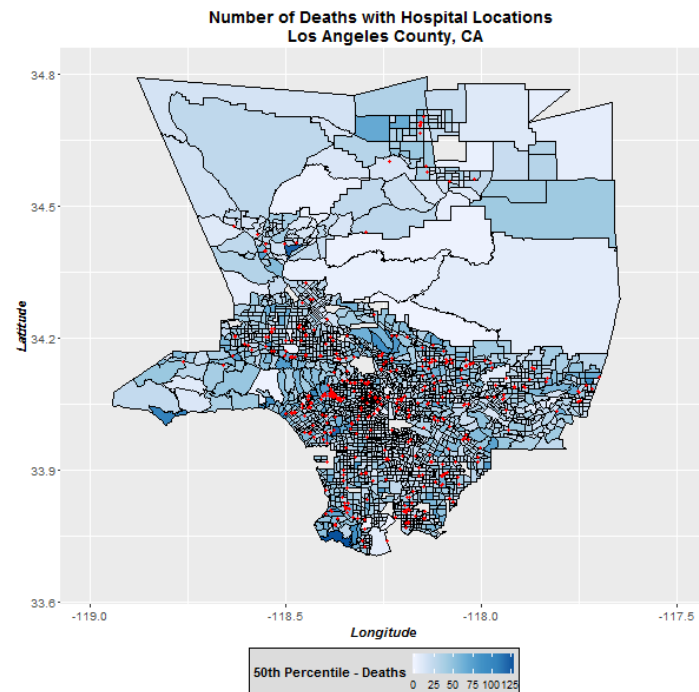 Number of Deaths with Hospital Locations
Los Angeles County, CA
34.8
34.5
34.2
33.9
33.6
Latitude
-119.0 -118.5 -118.0 -117.5
Longitude
50th Percentile - Deaths
0 25 50 75 100 125